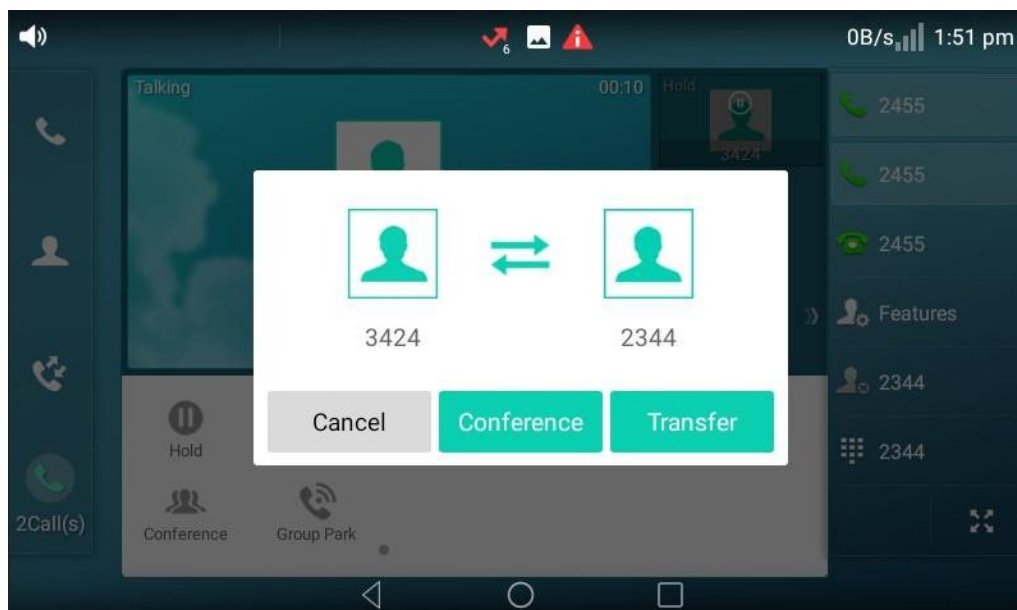 6
0B/s 1:51 pm
Talking 00:10
Hold
3424
2455
2455
2455
Features
2344
2344
3424
2344
Cancel
Conference
Transfer
Hold
Conference
Group Park
2Call(s)